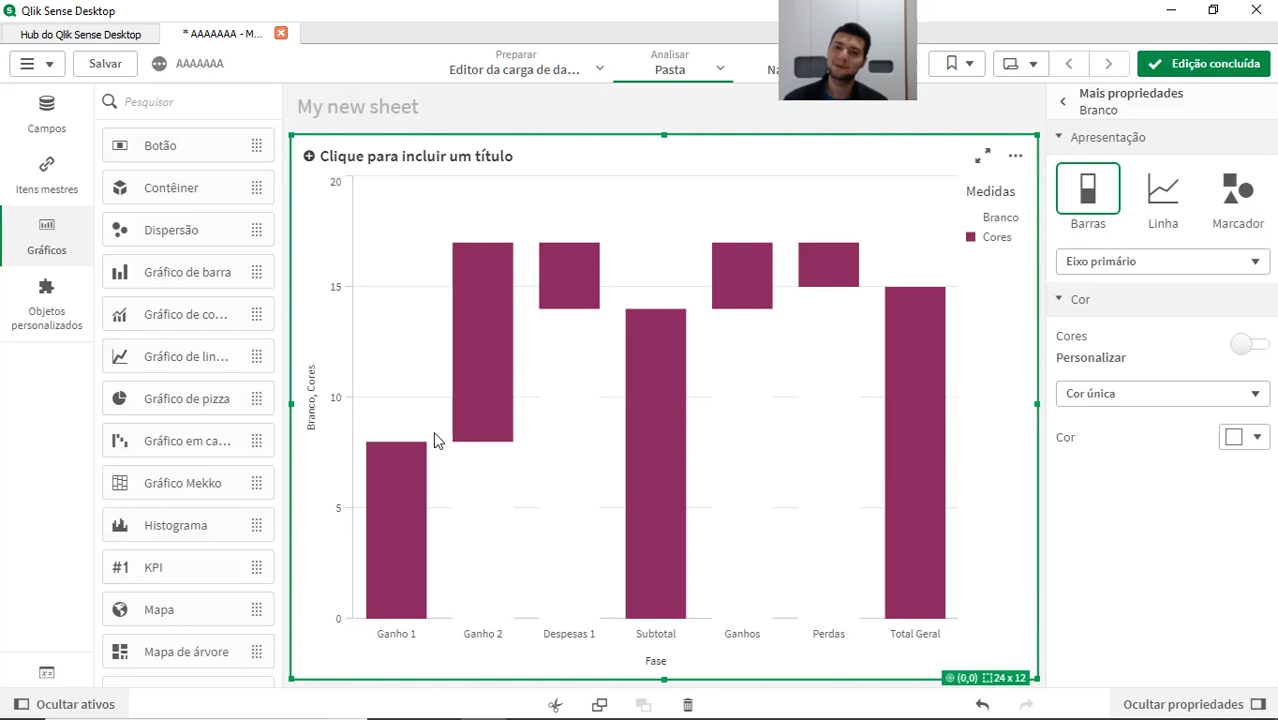 Qlik Sense Desktop
Hub do Qlik Sense Desktop
* AAAAAAA - M...
Salvar
AAAAAAA
Preparar
Editor da carga de da...
Analisar
Pasta
Na
Edição concluída
Campos
Itens mestres
Gráficos
Objetos
personalizados
Pesquisar
Botão
Contêiner
Dispersão
Gráfico de barra
Gráfico de co...
Gráfico de lin...
Gráfico de pizza
Gráfico em ca...
Gráfico Mekko
Histograma
#1 KPI
Mapa
Mapa de árvore
My new sheet
Clique para incluir um título
20
15
10
5
0
Branco, Cores
Ganho 1
Ganho 2
Despesas 1
Subtotal
Ganhos
Perdas
Total Geral
Fase
Medidas
Branco
Cores
(0,0) 24 x 12
Mais propriedades
Branco
Apresentação
Barras
Linha
Marcador
Eixo primário
Cor
Cores
Personalizar
Cor única
Cor
Ocultar ativos
Ocultar propriedades